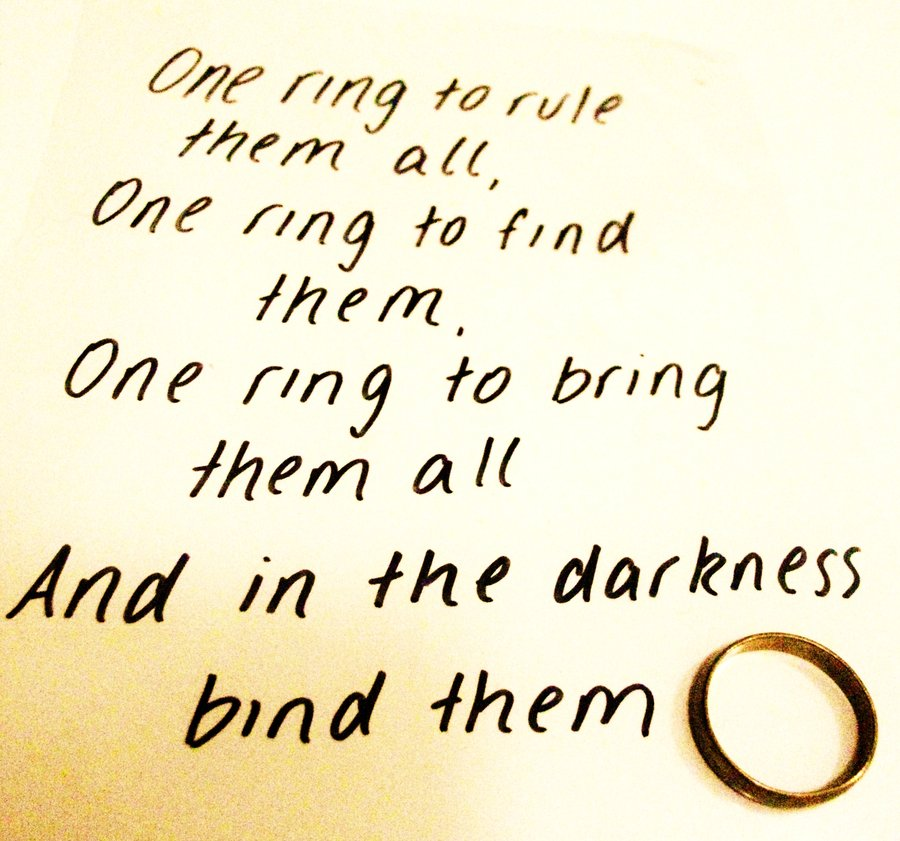 One ring to rule
them all,
One ring to find
them,
One ring to bring
them all
And in the darkness
bind them